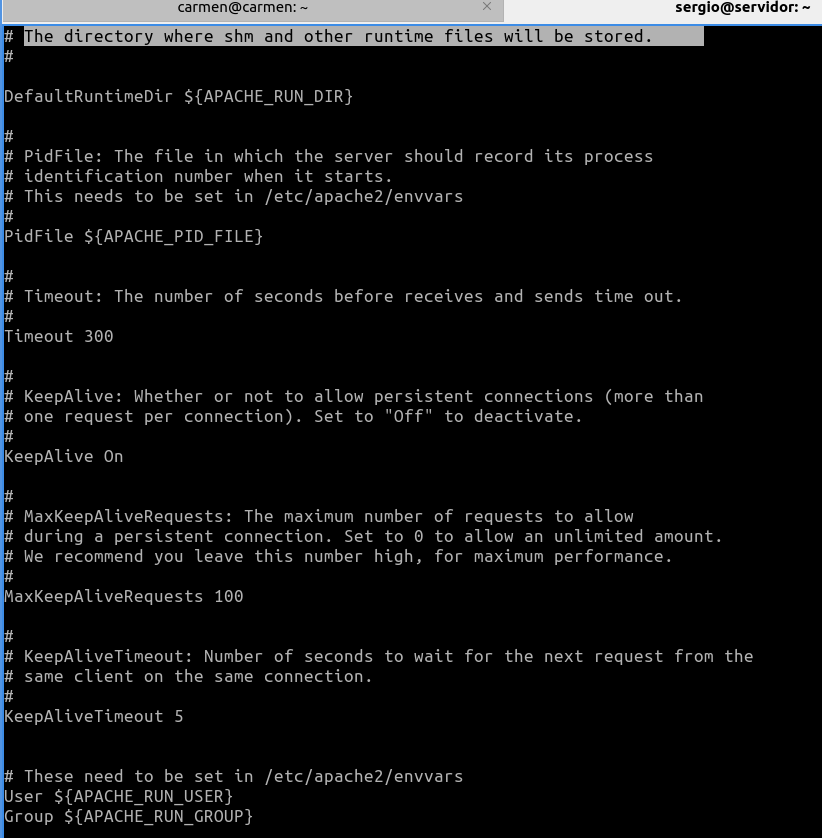 carmen@carmen: ~ × sergio@servidor: ~
# The directory where shm and other runtime files will be stored.
#
DefaultRuntimeDir ${APACHE_RUN_DIR}
#
# PidFile: The file in which the server should record its process
# identification number when it starts.
# This needs to be set in /etc/apache2/envvars
#
PidFile ${APACHE_PID_FILE}
#
# Timeout: The number of seconds before receives and sends time out.
#
Timeout 300
#
# KeepAlive: Whether or not to allow persistent connections (more than
# one request per connection). Set to "Off" to deactivate.
#
KeepAlive On
#
# MaxKeepAliveRequests: The maximum number of requests to allow
# during a persistent connection. Set to 0 to allow an unlimited amount.
# We recommend you leave this number high, for maximum performance.
#
MaxKeepAliveRequests 100
#
# KeepAliveTimeout: Number of seconds to wait for the next request from the
# same client on the same connection.
#
KeepAliveTimeout 5
# These need to be set in /etc/apache2/envvars
User ${APACHE_RUN_USER}
Group ${APACHE_RUN_GROUP}